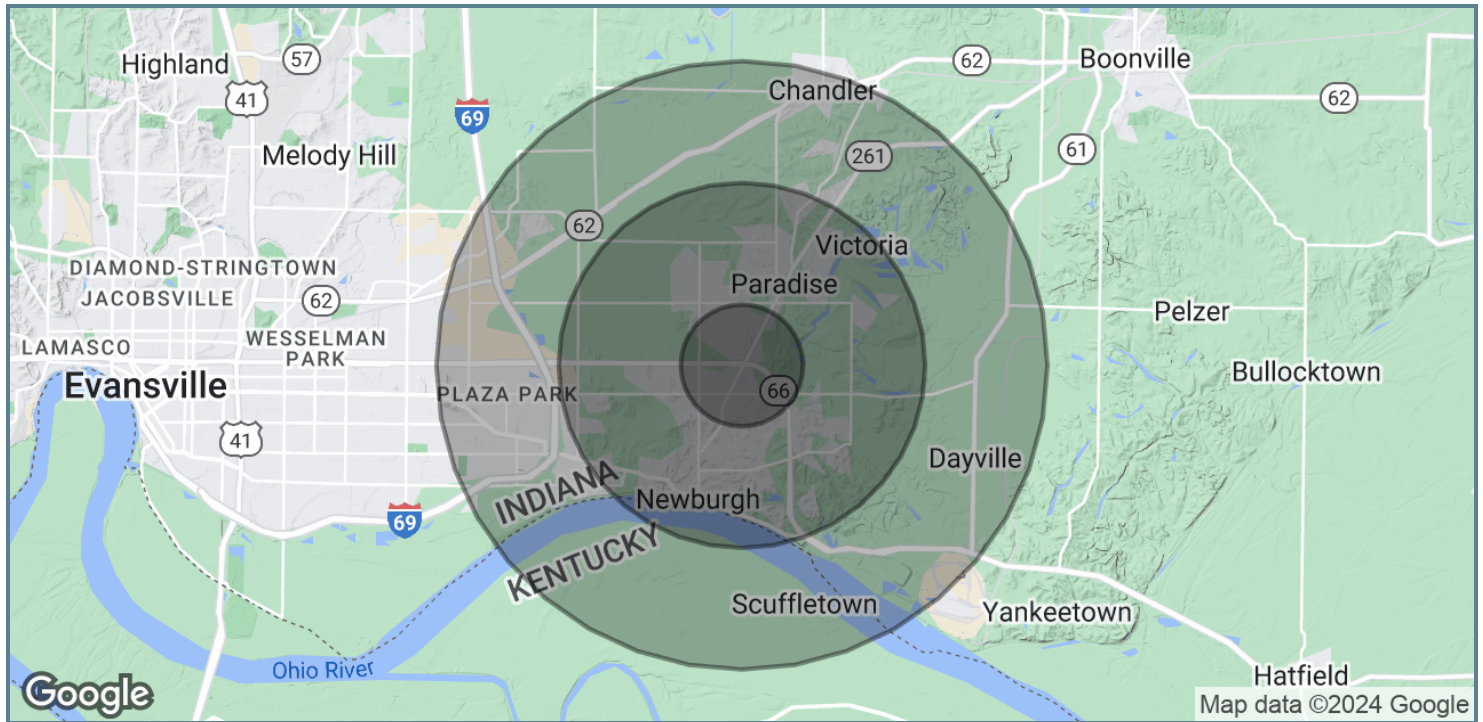 Highland
57
62
Boonville
41
69
Chandler
62
Melody Hill
261
61
62
Victoria
DIAMOND-STRINGTOWN
JACOBSVILLE
62
Paradise
Pelzer
LAMASCO
WESSELMAN
PARK
Evansville
PLAZA PARK
66
Bullocktown
41
Dayville
INDIANA
Newburgh
69
KENTUCKY
Scuffletown
Yankeetown
Ohio River
Hatfield
Google
Map data ©2024 Google